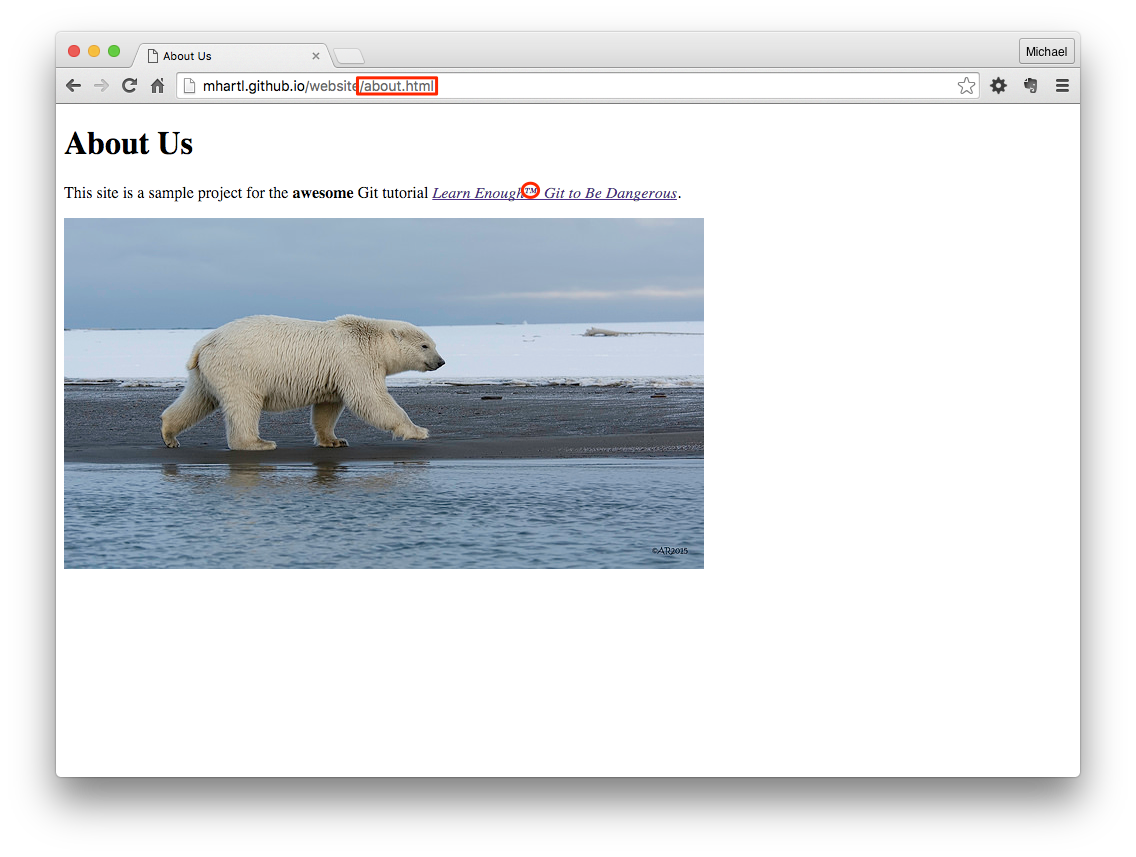 About Us
Michael
mhartl.github.io/website/about.html
About Us
This site is a sample project for the awesome Git tutorial Learn Enough™ Git to Be Dangerous.
©AR2015